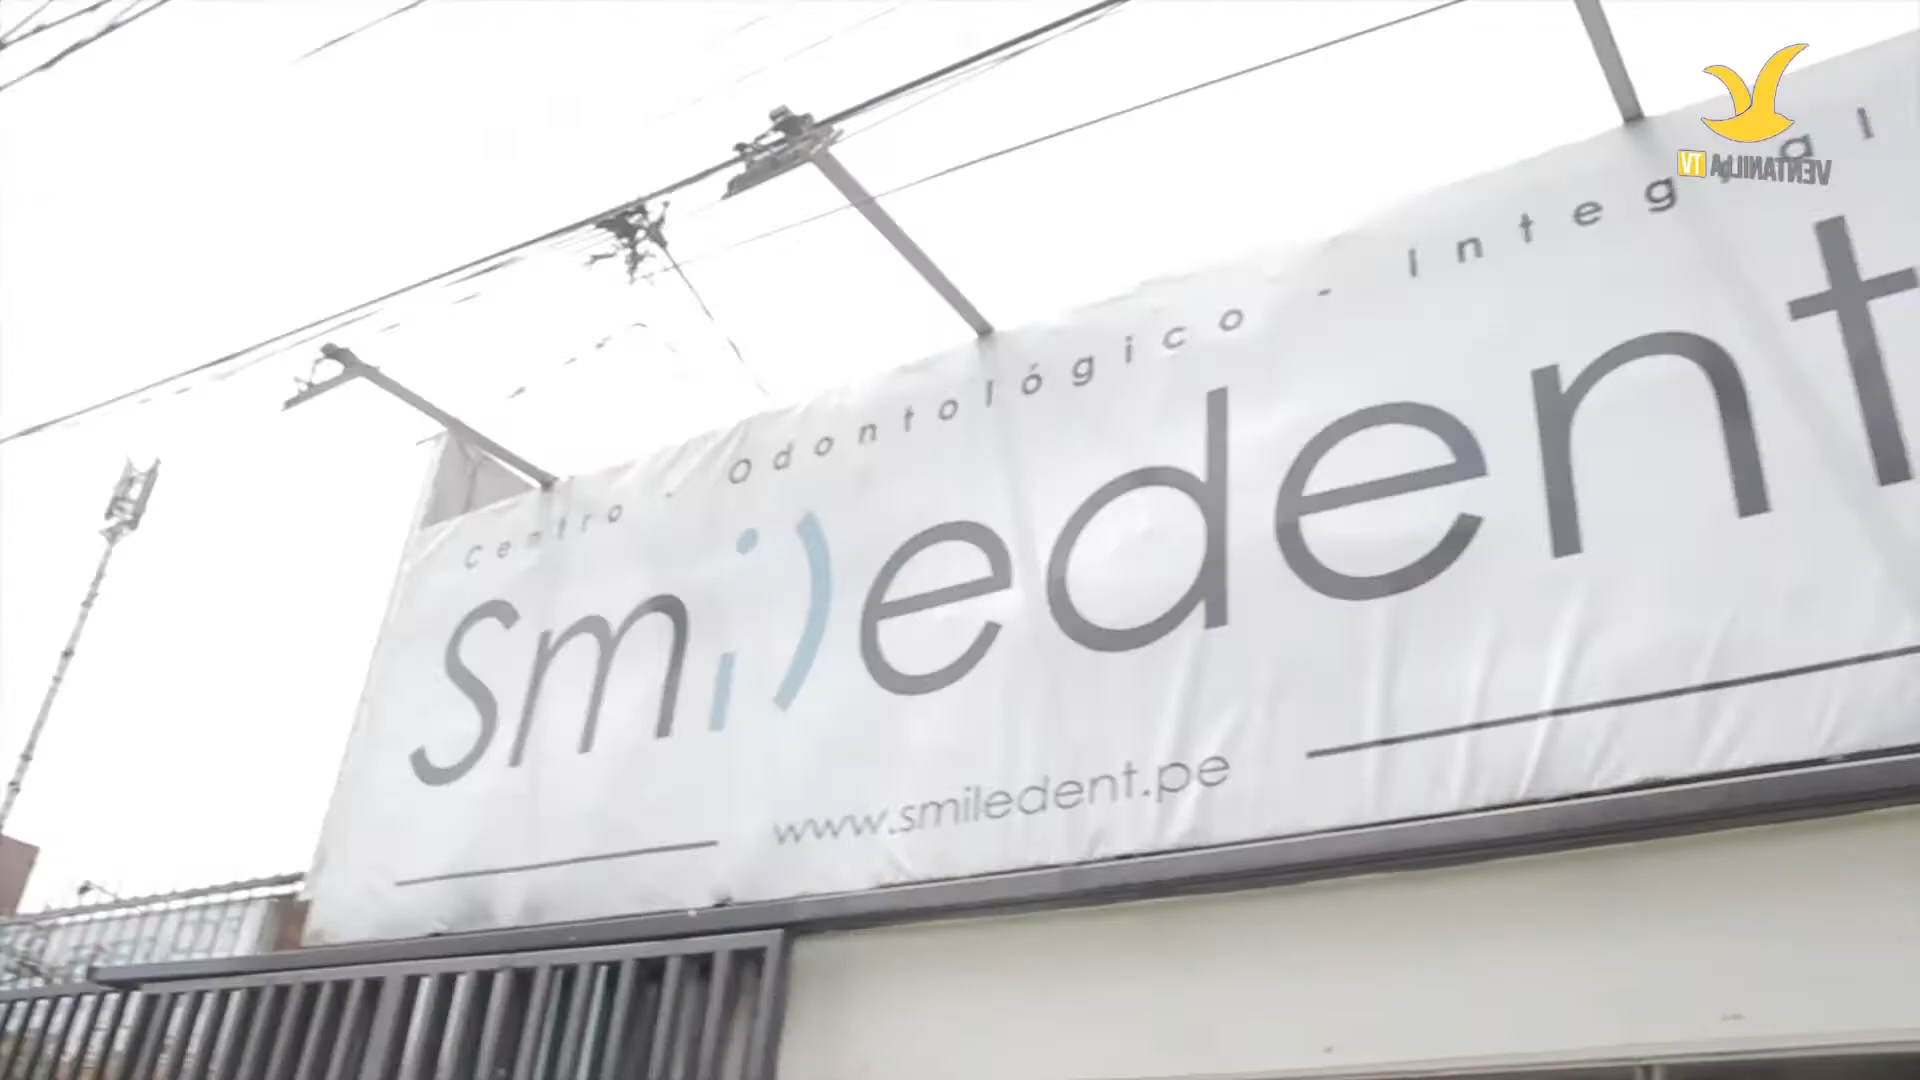 Centro - Odontológico - Integral
Smiledent
www.smiledent.pe
VENTANILLA TV